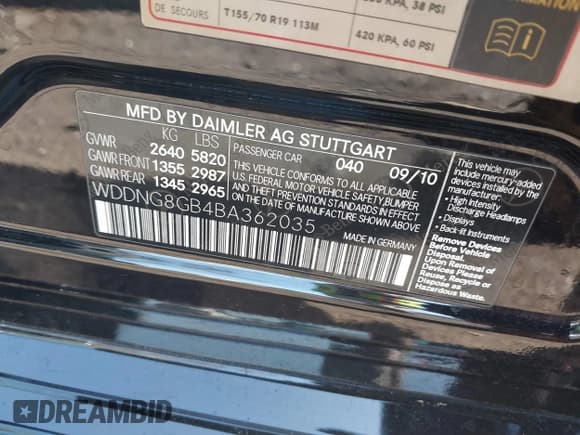 280 KPA, 38 PSI
DE SECOURS T155/70 R19 113M 420 KPA, 60 PSI
MFD BY DAIMLER AG STUTTGART
KG LBS
GVWR 2640 5820
GAWR FRONT 1355 2987
GAWR REAR 1345 2965
PASSENGER CAR 040 09/10
THIS VEHICLE CONFORMS TO ALL APPLICABLE
U.S. FEDERAL MOTOR VEHICLE SAFETY, BUMPER
AND THEFT PREVENTION STANDARDS IN EFFECT
ON THE DATE OF MANUFACTURE SHOWN ABOVE.
WDDNG8GB4BA362035
MADE IN GERMANY
This vehicle may
have added
devices installed by
the manufacturer:
• High Intensity
Discharge Headlamps
• Displays
• Back-lit Instruments
Remove Devices
Before Vehicle
Disposal.
Upon Removal of
Devices Please
Reuse, Recycle
or Dispose as
Hazardous Waste.
DREAMBID